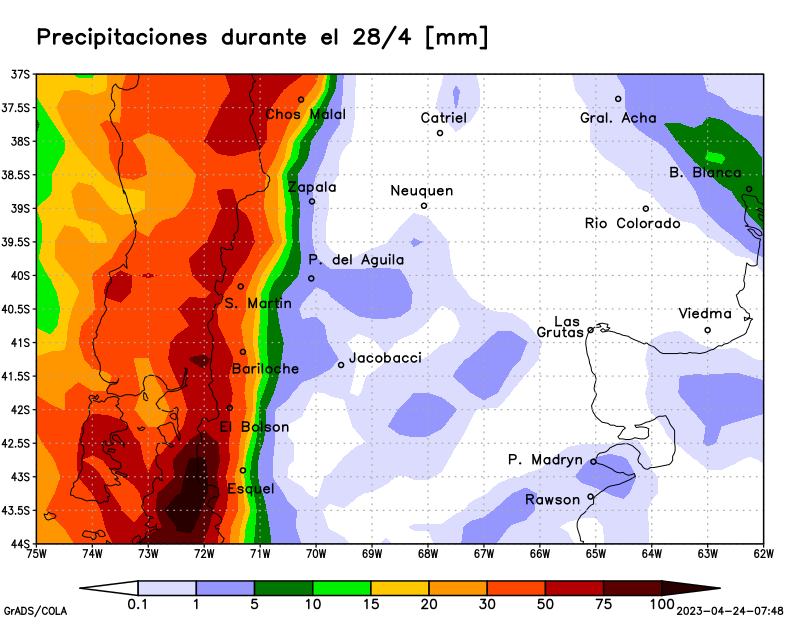 Precipitaciones durante el 28/4 [mm]
37S
37.5S
38S
38.5S
39S
39.5S
40S
40.5S
41S
41.5S
42S
42.5S
43S
43.5S
44S
Chos Malal
Catriel
Gral. Acha
B. Blanca
Zapala
Neuquen
Rio Colorado
P. del Aguila
S. Martin
Viedma
Las
Grutas
Jacobacci
Bariloche
El Bolson
P. Madryn
Esquel
Rawson
75W 74W 73W 72W 71W 70W 69W 68W 67W 66W 65W 64W 63W 62W
0.1 1 5 10 15 20 30 50 75 100
GrADS/COLA
2023-04-24-07:48